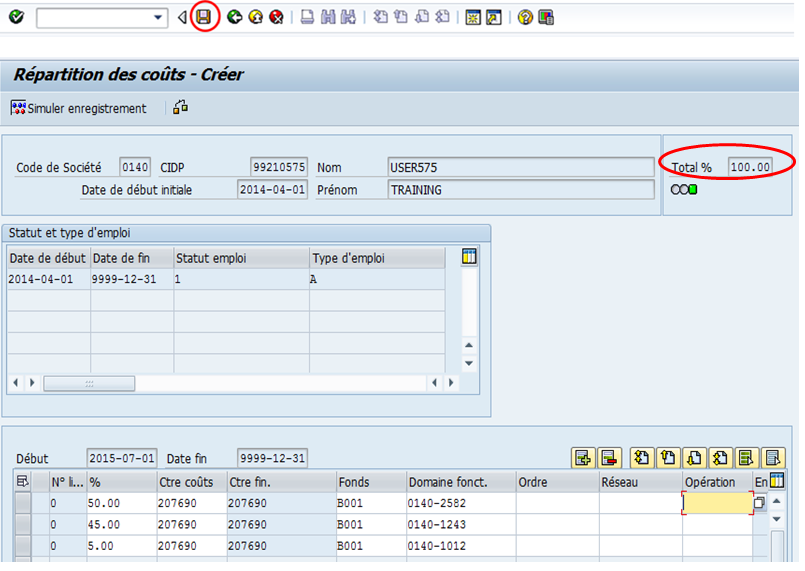 Répartition des coûts - Créer
Simuler enregistrement
Code de Société 0140 CIDP 99210575 Nom USER575 Total % 100.00
Date de début initiale 2014-04-01 Prénom TRAINING
Statut et type d'emploi
Date de début Date de fin Statut emploi Type d'emploi
2014-04-01 9999-12-31 1 A
Début 2015-07-01 Date fin 9999-12-31
N° li... % Ctre coûts Ctre fin. Fonds Domaine fonct. Ordre Réseau Opération En
0 50.00 207690 207690 B001 0140-2582
0 45.00 207690 207690 B001 0140-1243
0 5.00 207690 207690 B001 0140-1012